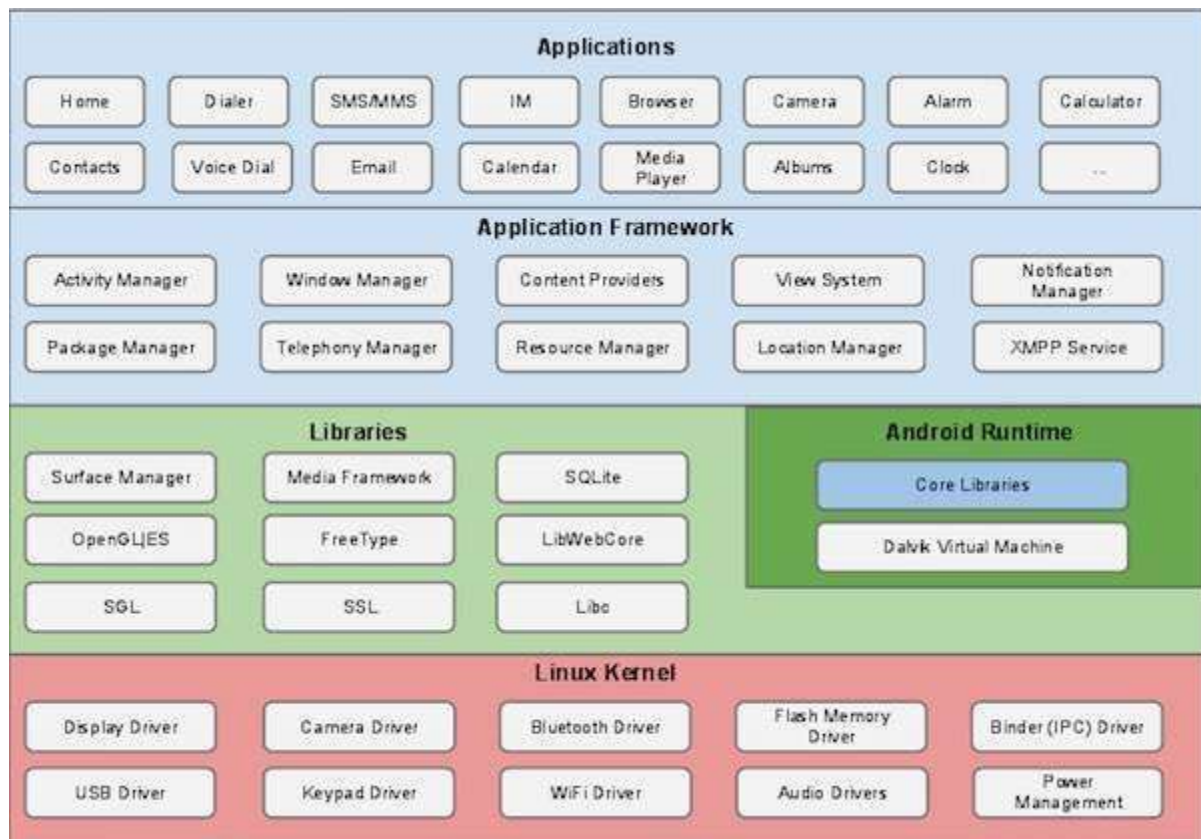 Applications
Home Dialer SMS/MMS IM Browser Camera Alarm Calculator
Contacts Voice Dial Email Calendar Media Player Albums Clock ...
Application Framework
Activity Manager Window Manager Content Providers View System Notification Manager
Package Manager Telephony Manager Resource Manager Location Manager XMPP Service
Libraries Android Runtime
Surface Manager Media Framework SQLite Core Libraries
OpenGL|ES FreeType LibWebCore Dalvik Virtual Machine
SGL SSL Libc
Linux Kernel
Display Driver Camera Driver Bluetooth Driver Flash Memory Driver Binder (IPC) Driver
USB Driver Keypad Driver WiFi Driver Audio Drivers Power Management